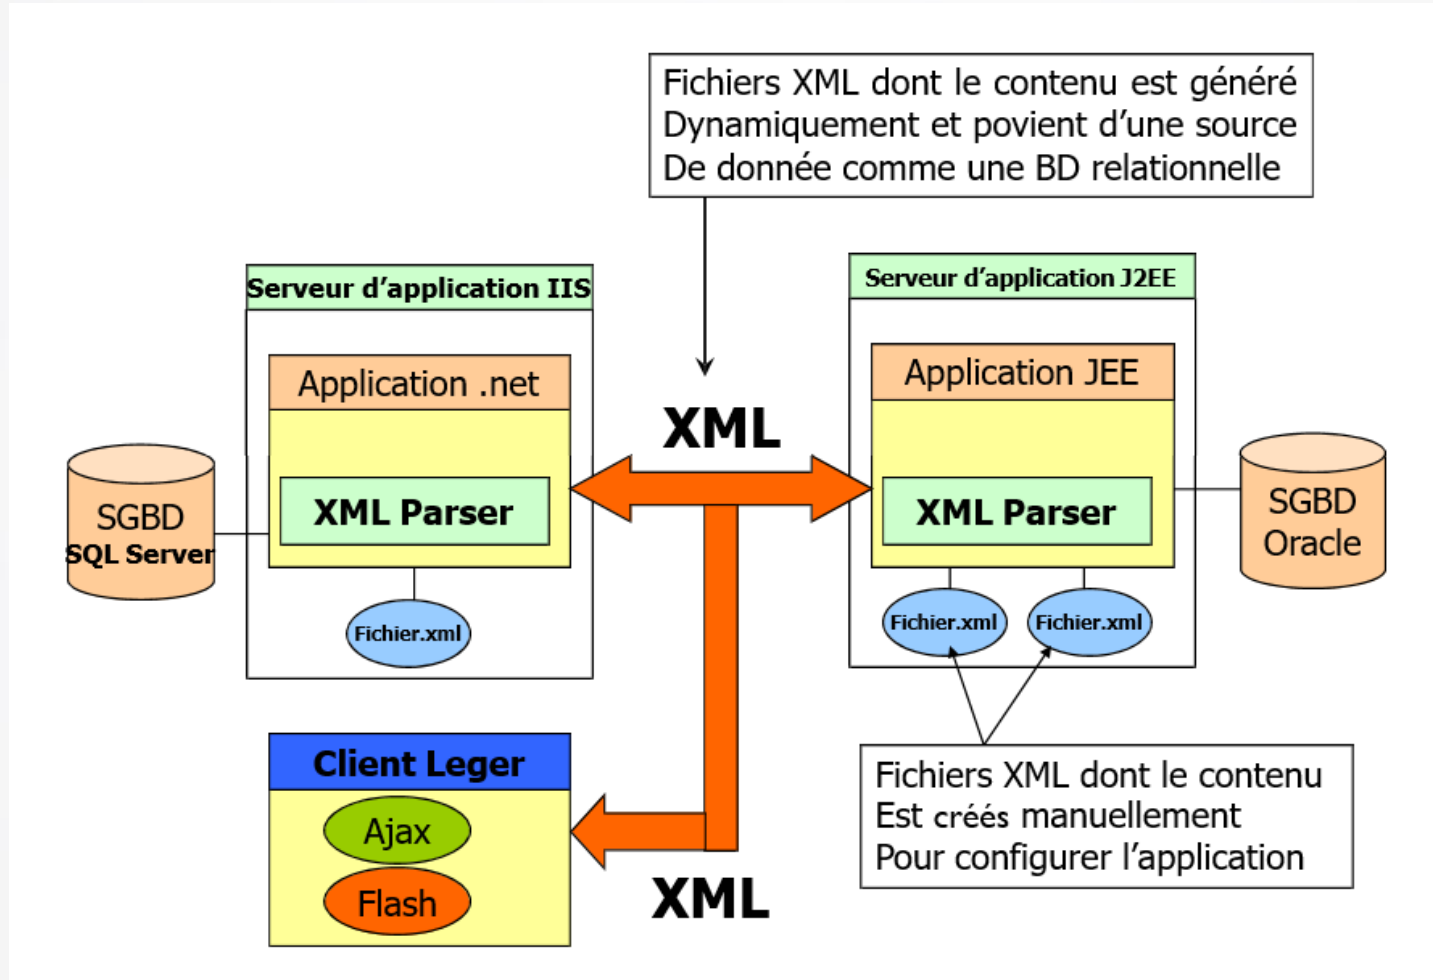 Fichiers XML dont le contenu est généré
Dynamiquement et povient d’une source
De donnée comme une BD relationnelle
Serveur d’application IIS
Serveur d’application J2EE
Application .net
Application JEE
XML
XML Parser
XML Parser
SGBD
SQL Server
SGBD
Oracle
Fichier.xml
Fichier.xml
Fichier.xml
Client Leger
Ajax
Flash
XML
Fichiers XML dont le contenu
Est créés manuellement
Pour configurer l’application